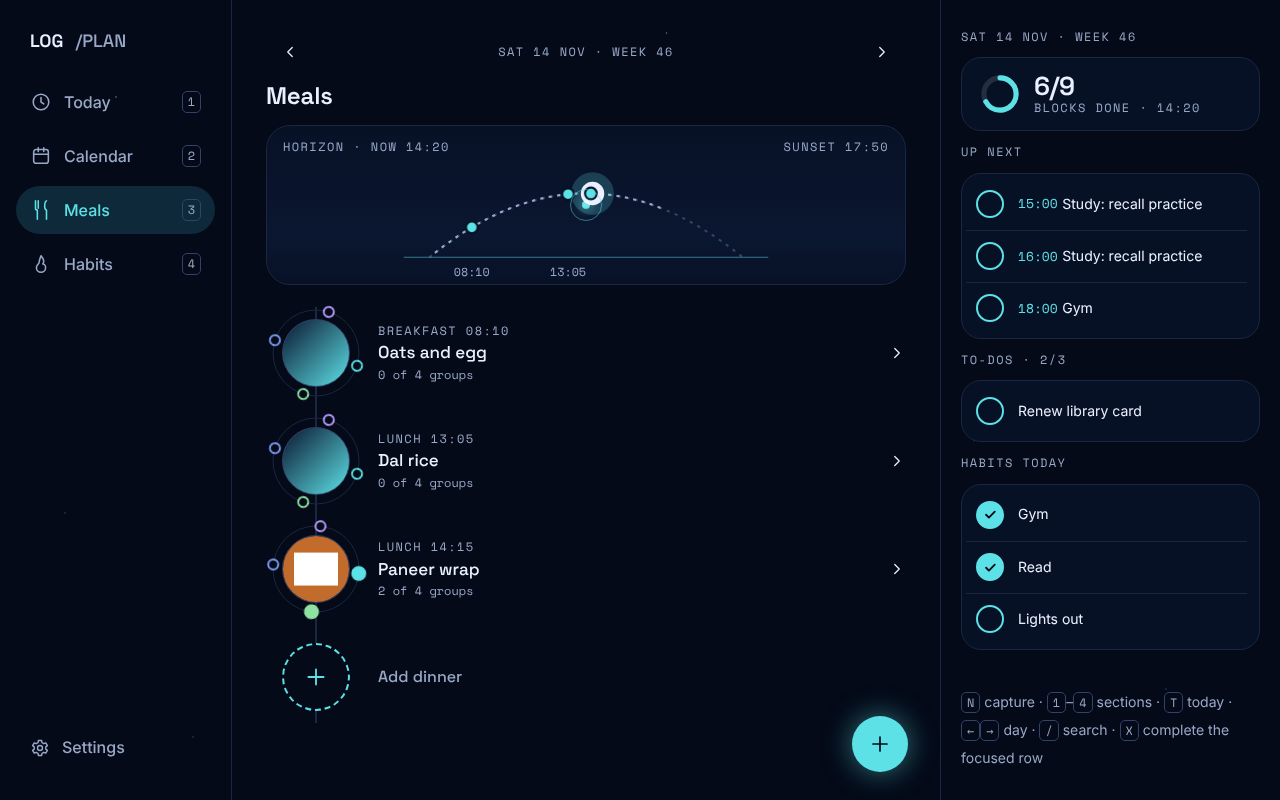 LOG /PLAN
Today 1
Calendar 2
Meals 3
Habits 4
Settings
SAT 14 NOV · WEEK 46
Meals
HORIZON · NOW 14:20
SUNSET 17:50
08:10
13:05
BREAKFAST 08:10
Oats and egg
0 of 4 groups
LUNCH 13:05
Dal rice
0 of 4 groups
LUNCH 14:15
Paneer wrap
2 of 4 groups
Add dinner
SAT 14 NOV · WEEK 46
6/9
BLOCKS DONE · 14:20
UP NEXT
15:00 Study: recall practice
16:00 Study: recall practice
18:00 Gym
TO-DOS · 2/3
Renew library card
HABITS TODAY
Gym
Read
Lights out
N capture · 1–4 sections · T today ·
← → day · / search · X complete the
focused row